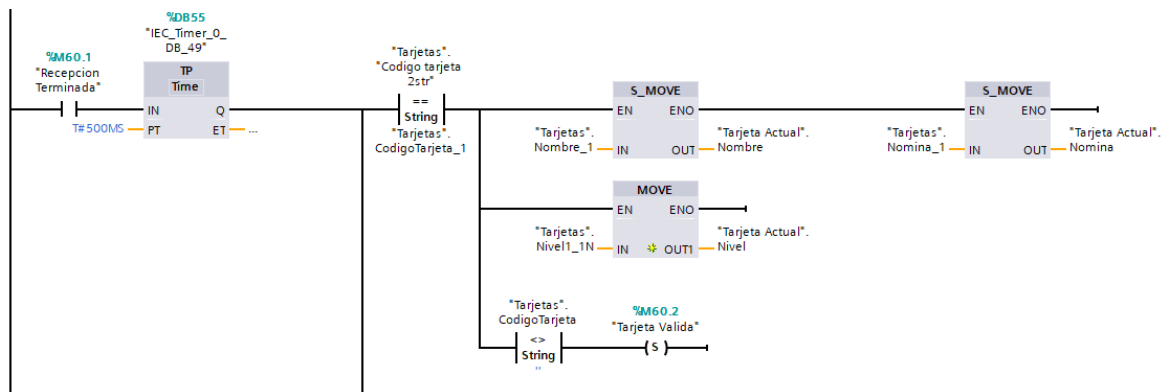 %DB55
"IEC_Timer_0_
DB_49"
%M60.1
"Recepcion
Terminada"
TP
Time
IN Q
T#500MS PT ET ...
"Tarjetas".
"Codigo tarjeta
2str"
==
String
"Tarjetas".
CodigoTarjeta_1
S_MOVE
EN ENO
"Tarjetas".
Nombre_1 IN OUT
"Tarjeta Actual".
Nombre
S_MOVE
EN ENO
"Tarjetas".
Nomina_1 IN OUT
"Tarjeta Actual".
Nomina
MOVE
EN ENO
"Tarjetas".
Nivel1_1N IN OUT1
"Tarjeta Actual".
Nivel
"Tarjetas".
CodigoTarjeta
<>
String
''
%M60.2
"Tarjeta Valida"
S